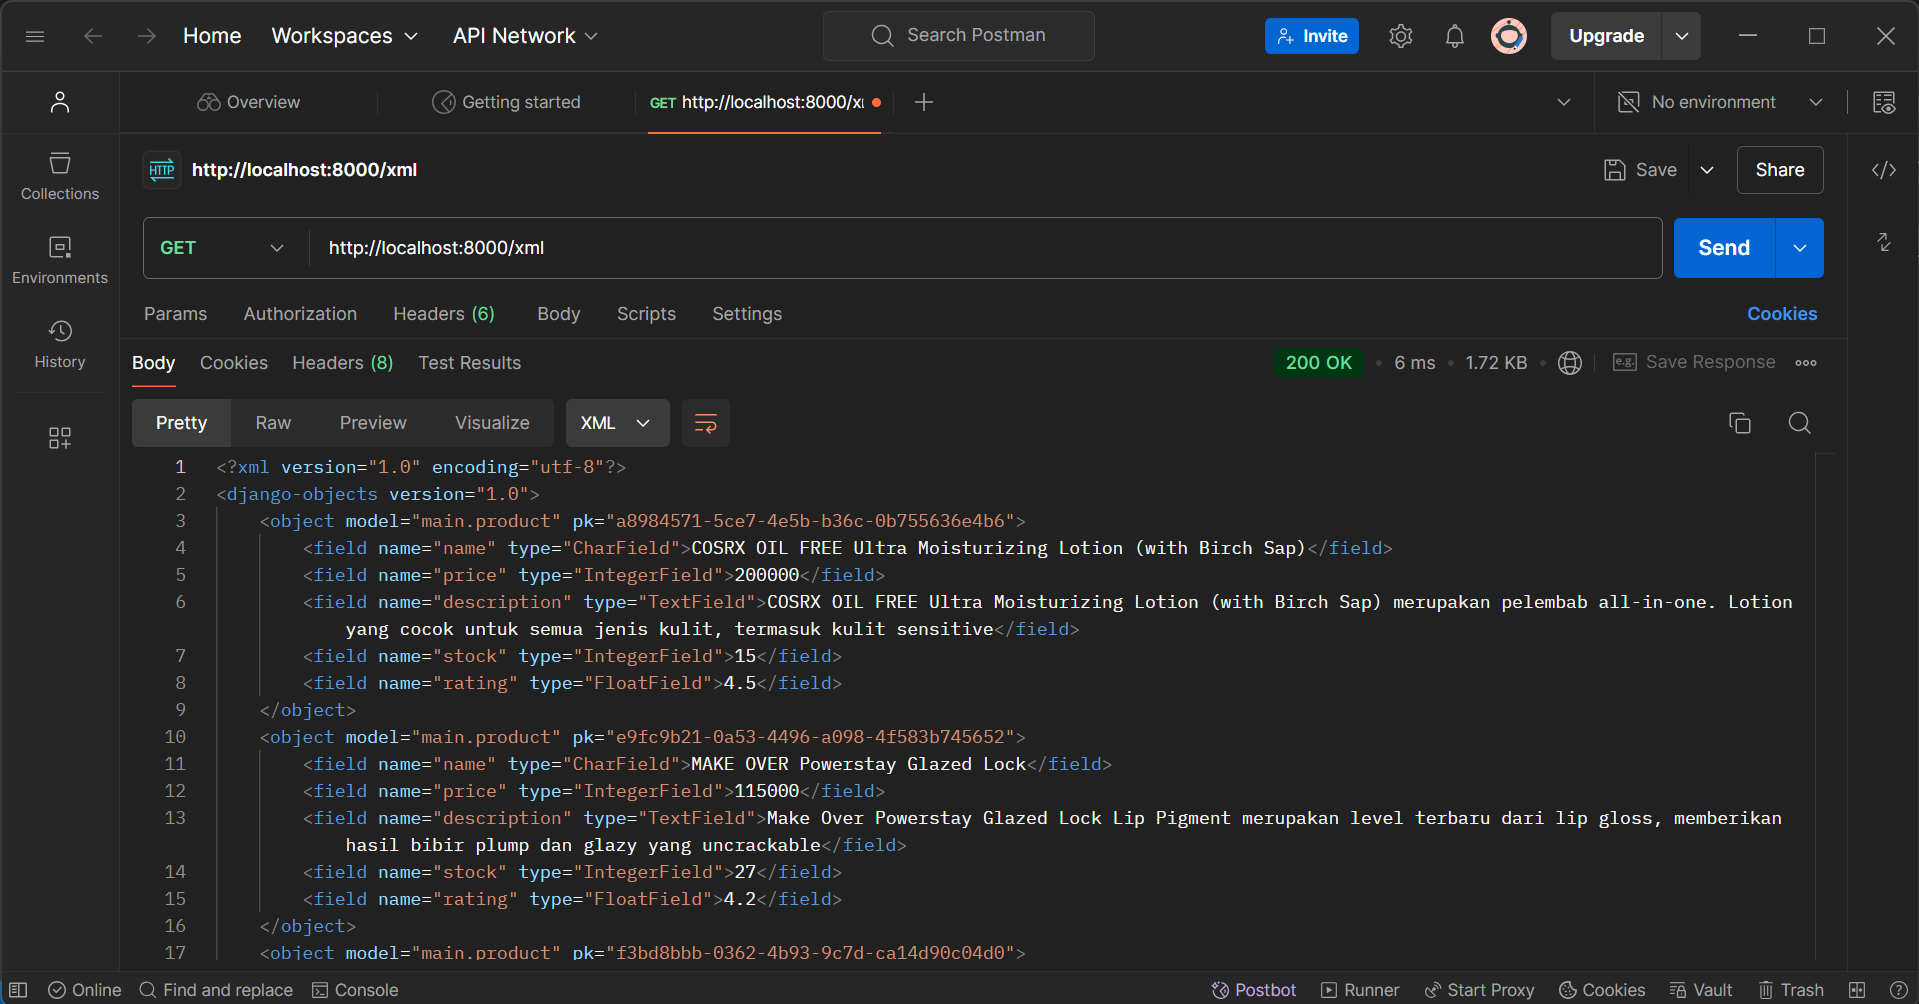 Home Workspaces API Network Search Postman Invite Upgrade
Overview Getting started GET http://localhost:8000/x No environment
HTTP http://localhost:8000/xml Save Share
Collections
GET http://localhost:8000/xml Send
Environments
Params Authorization Headers (6) Body Scripts Settings Cookies
History
Body Cookies Headers (8) Test Results 200 OK • 6 ms • 1.72 KB • e.g. Save Response
Pretty Raw Preview Visualize XML
1 <?xml version="1.0" encoding="utf-8"?>
2 <django-objects version="1.0">
3 <object model="main.product" pk="a8984571-5ce7-4e5b-b36c-0b755636e4b6">
4 <field name="name" type="CharField">COSRX OIL FREE Ultra Moisturizing Lotion (with Birch Sap)</field>
5 <field name="price" type="IntegerField">200000</field>
6 <field name="description" type="TextField">COSRX OIL FREE Ultra Moisturizing Lotion (with Birch Sap) merupakan pelembab all-in-one. Lotion
yang cocok untuk semua jenis kulit, termasuk kulit sensitive</field>
7 <field name="stock" type="IntegerField">15</field>
8 <field name="rating" type="FloatField">4.5</field>
9 </object>
10 <object model="main.product" pk="e9fc9b21-0a53-4496-a098-4f583b745652">
11 <field name="name" type="CharField">MAKE OVER Powerstay Glazed Lock</field>
12 <field name="price" type="IntegerField">115000</field>
13 <field name="description" type="TextField">Make Over Powerstay Glazed Lock Lip Pigment merupakan level terbaru dari lip gloss, memberikan
hasil bibir plump dan glazy yang uncrackable</field>
14 <field name="stock" type="IntegerField">27</field>
15 <field name="rating" type="FloatField">4.2</field>
16 </object>
17 <object model="main.product" pk="f3bd8bbb-0362-4b93-9c7d-ca14d90c04d0">
Online Find and replace Console Postbot Runner Start Proxy Cookies Vault Trash